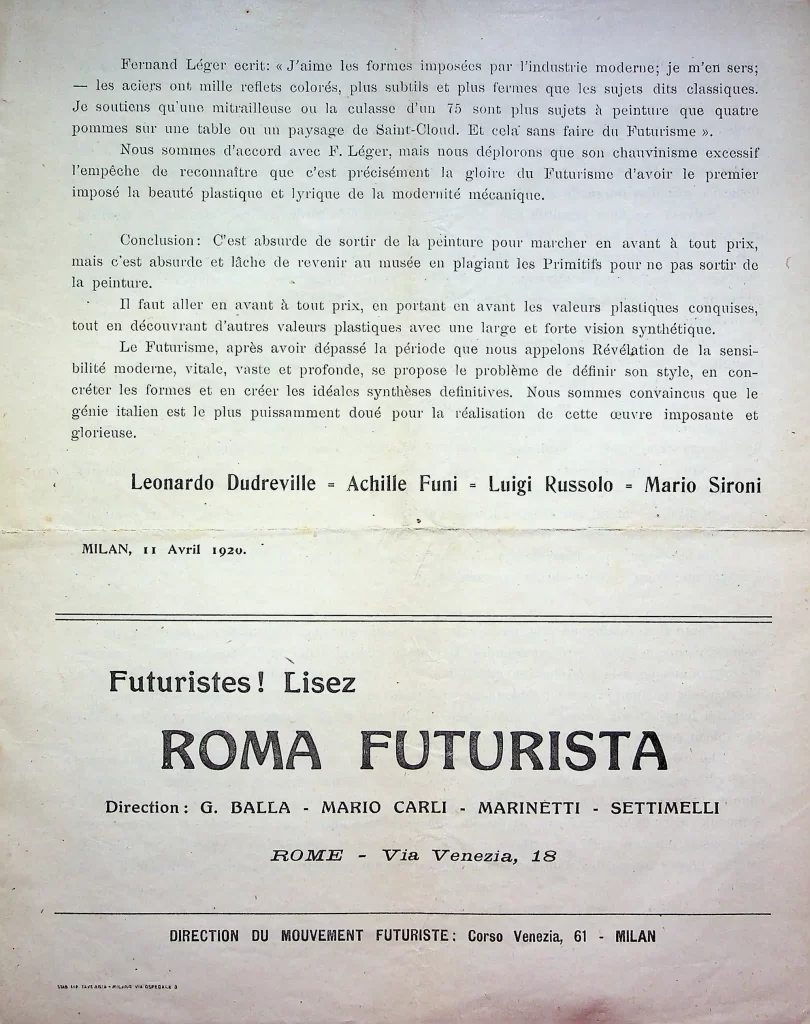 Fernand Léger ecrit: « J'aime les formes imposées par l'industrie moderne; je m'en sers;
— les aciers ont mille reflets colorés, plus subtils et plus fermes que les sujets dits classiques.
Je soutiens qu'une mitrailleuse ou la culasse d'un 75 sont plus sujets à peinture que quatre
pommes sur une table ou un paysage de Saint-Cloud. Et cela sans faire du Futurisme ».
Nous sommes d'accord avec F. Léger, mais nous déplorons que son chauvinisme excessif
l'empêche de reconnaître que c'est précisément la gloire du Futurisme d'avoir le premier
imposé la beauté plastique et lyrique de la modernité mécanique.
Conclusion: C'est absurde de sortir de la peinture pour marcher en avant à tout prix,
mais c'est absurde et lâche de revenir au musée en plagiant les Primitifs pour ne pas sortir de
la peinture.
Il faut aller en avant à tout prix, en portant en avant les valeurs plastiques conquises,
tout en découvrant d'autres valeurs plastiques avec une large et forte vision synthétique.
Le Futurisme, après avoir dépassé la période que nous appelons Révélation de la sensi-
bilité moderne, vitale, vaste et profonde, se propose le problème de définir son style, en con-
créter les formes et en créer les idéales synthèses definitives. Nous sommes convaincus que le
génie italien est le plus puissamment doué pour la réalisation de cette œuvre imposante et
glorieuse.
Leonardo Dudreville = Achille Funi = Luigi Russolo = Mario Sironi
MILAN, 11 Avril 1920.
Futuristes! Lisez
ROMA FUTURISTA
Direction: G. BALLA - MARIO CARLI - MARINETTI - SETTIMELLI
ROME - Via Venezia, 18
DIRECTION DU MOUVEMENT FUTURISTE: Corso Venezia, 61 - MILAN
STAB. LIT. TAVEGGIA - MILANO VIA OSPEDALE 3